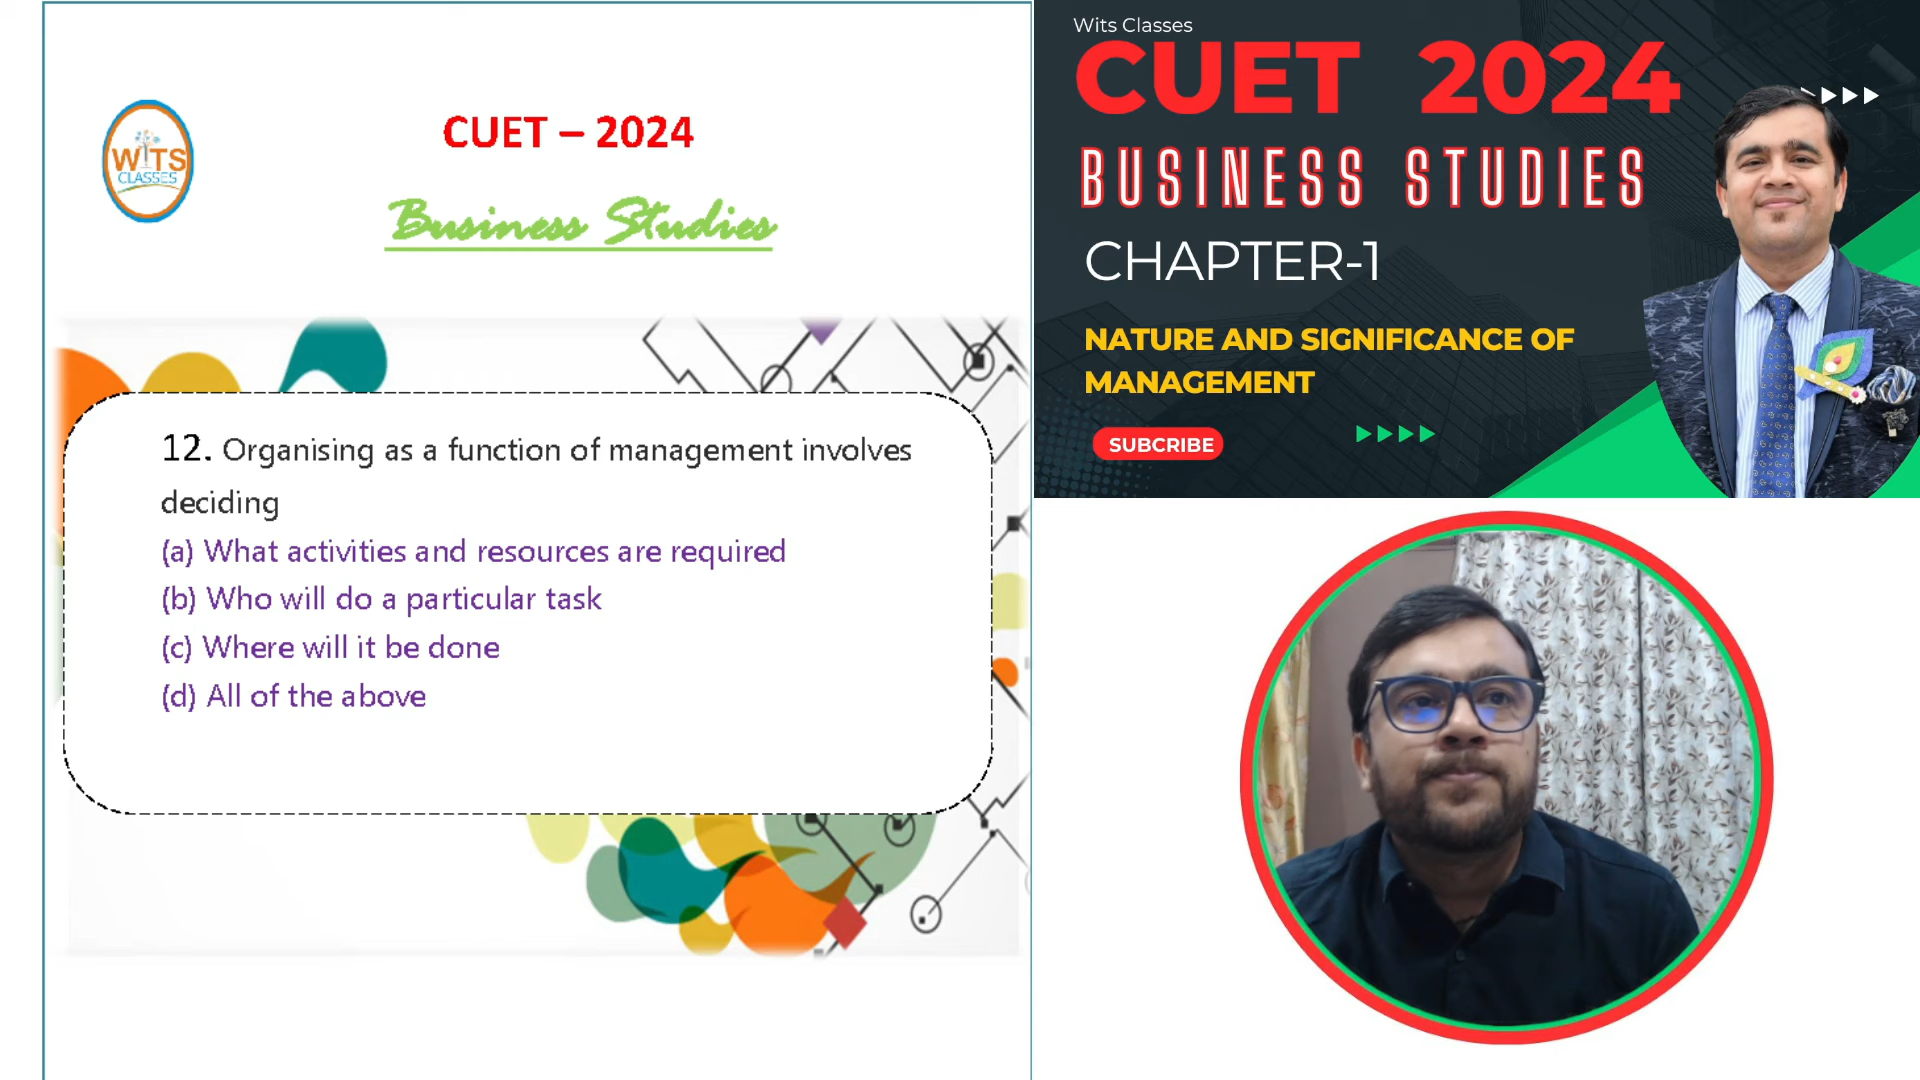 WITS
CLASSES
CUET – 2024
Business Studies
12. Organising as a function of management involves
deciding
(a) What activities and resources are required
(b) Who will do a particular task
(c) Where will it be done
(d) All of the above
Wits Classes
CUET 2024
BUSINESS STUDIES
CHAPTER-1
NATURE AND SIGNIFICANCE OF
MANAGEMENT
SUBCRIBE